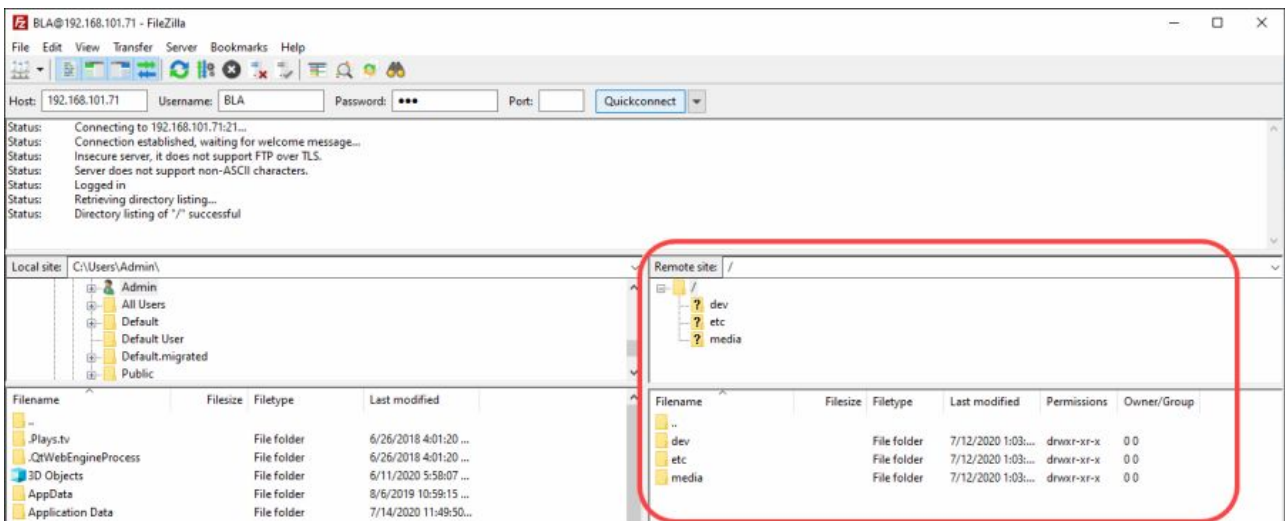 BLA@192.168.101.71 - FileZilla
File Edit View Transfer Server Bookmarks Help
Host: 192.168.101.71 Username: BLA Password: ●●● Port: Quickconnect
Status: Connecting to 192.168.101.71:21...
Status: Connection established, waiting for welcome message...
Status: Insecure server, it does not support FTP over TLS.
Status: Server does not support non-ASCII characters.
Status: Logged in
Status: Retrieving directory listing...
Status: Directory listing of "/" successful
Local site: C:\Users\Admin\
Admin
All Users
Default
Default User
Default.migrated
Public
Remote site: /
/
? dev
? etc
? media
Filename Filesize Filetype Last modified
..
.Plays.tv File folder 6/26/2018 4:01:20 ...
.QtWebEngineProcess File folder 6/26/2018 4:01:20 ...
3D Objects File folder 6/11/2020 5:58:07 ...
AppData File folder 8/6/2019 10:59:15 ...
Application Data File folder 7/14/2020 11:49:50...
Filename Filesize Filetype Last modified Permissions Owner/Group
..
dev File folder 7/12/2020 1:03:... drwxr-xr-x 0 0
etc File folder 7/12/2020 1:03:... drwxr-xr-x 0 0
media File folder 7/12/2020 1:03:... drwxr-xr-x 0 0